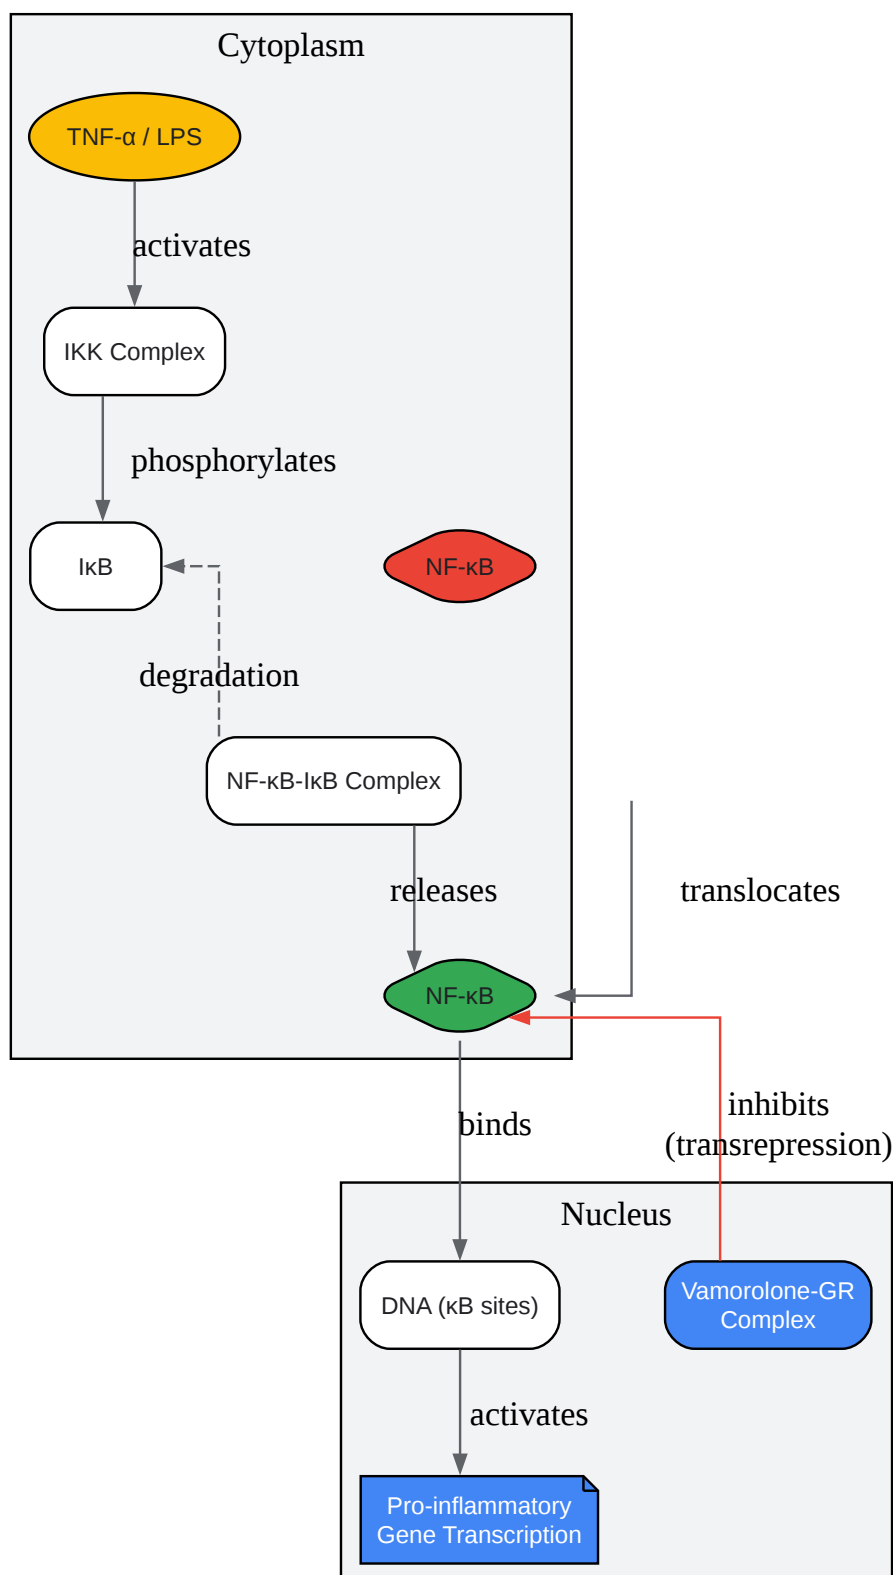 Cytoplasm
TNF-α / LPS
activates
IKK Complex
phosphorylates
IκB
NF-κB
degradation
NF-κB-IκB Complex
releases
translocates
NF-κB
binds
inhibits
(transrepression)
Nucleus
DNA (κB sites)
Vamorolone-GR
Complex
activates
Pro-inflammatory
Gene Transcription